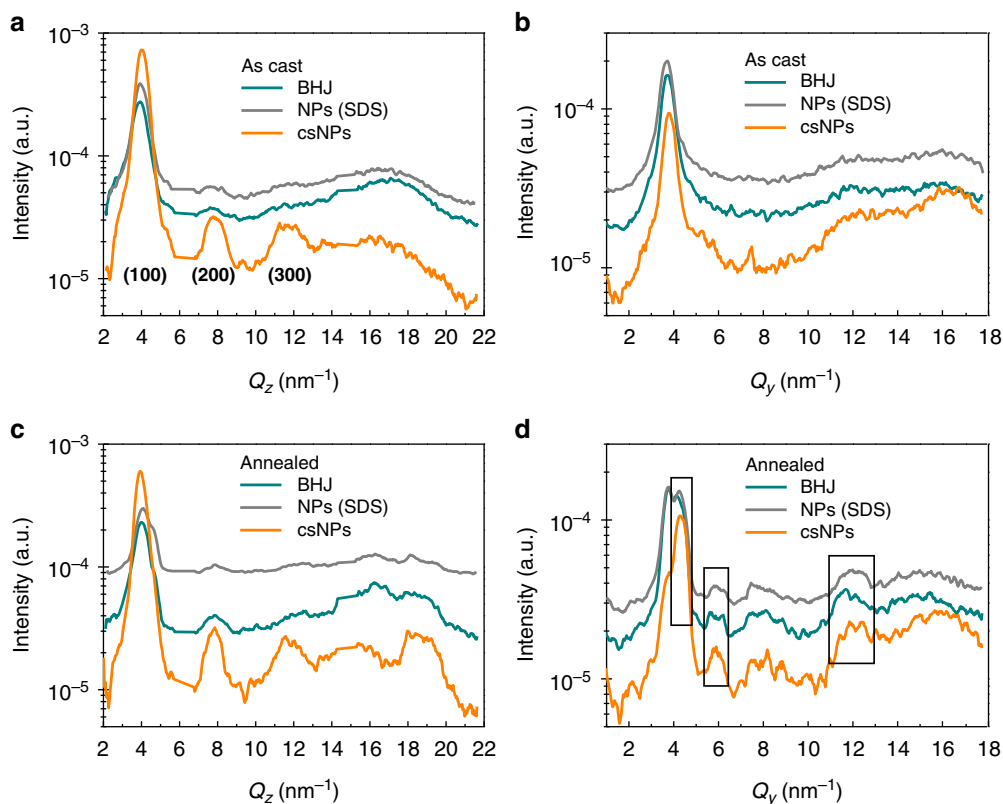 a
10⁻³
10⁻⁴
10⁻⁵
Intensity (a.u.)
As cast
BHJ
NPs (SDS)
csNPs
(100) (200) (300)
2 4 6 8 10 12 14 16 18 20 22
Q_z (nm⁻¹)
b
10⁻⁴
10⁻⁵
Intensity (a.u.)
As cast
BHJ
NPs (SDS)
csNPs
2 4 6 8 10 12 14 16 18
Q_y (nm⁻¹)
c
10⁻³
10⁻⁴
10⁻⁵
Intensity (a.u.)
Annealed
BHJ
NPs (SDS)
csNPs
2 4 6 8 10 12 14 16 18 20 22
Q_z (nm⁻¹)
d
10⁻⁴
10⁻⁵
Intensity (a.u.)
Annealed
BHJ
NPs (SDS)
csNPs
2 4 6 8 10 12 14 16 18
Q_y (nm⁻¹)